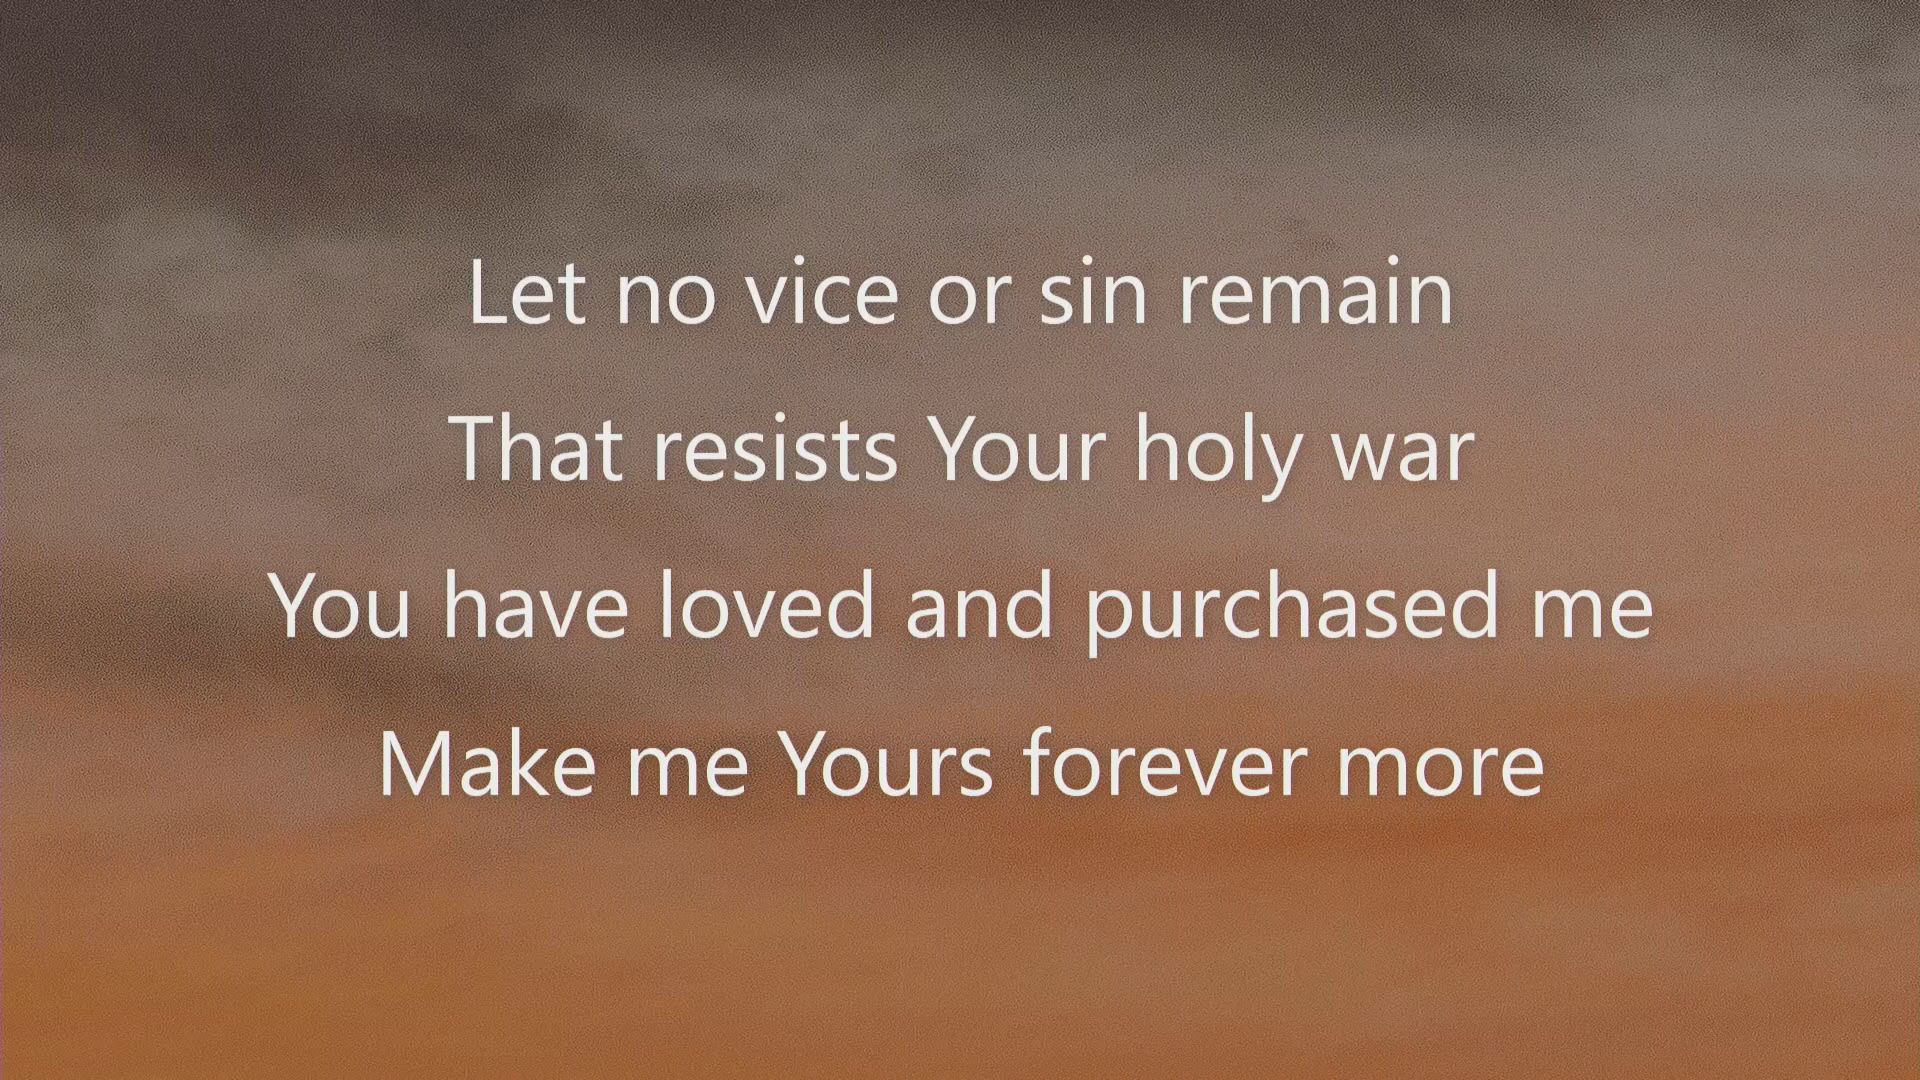 Let no vice or sin remain
That resists Your holy war
You have loved and purchased me
Make me Yours forever more